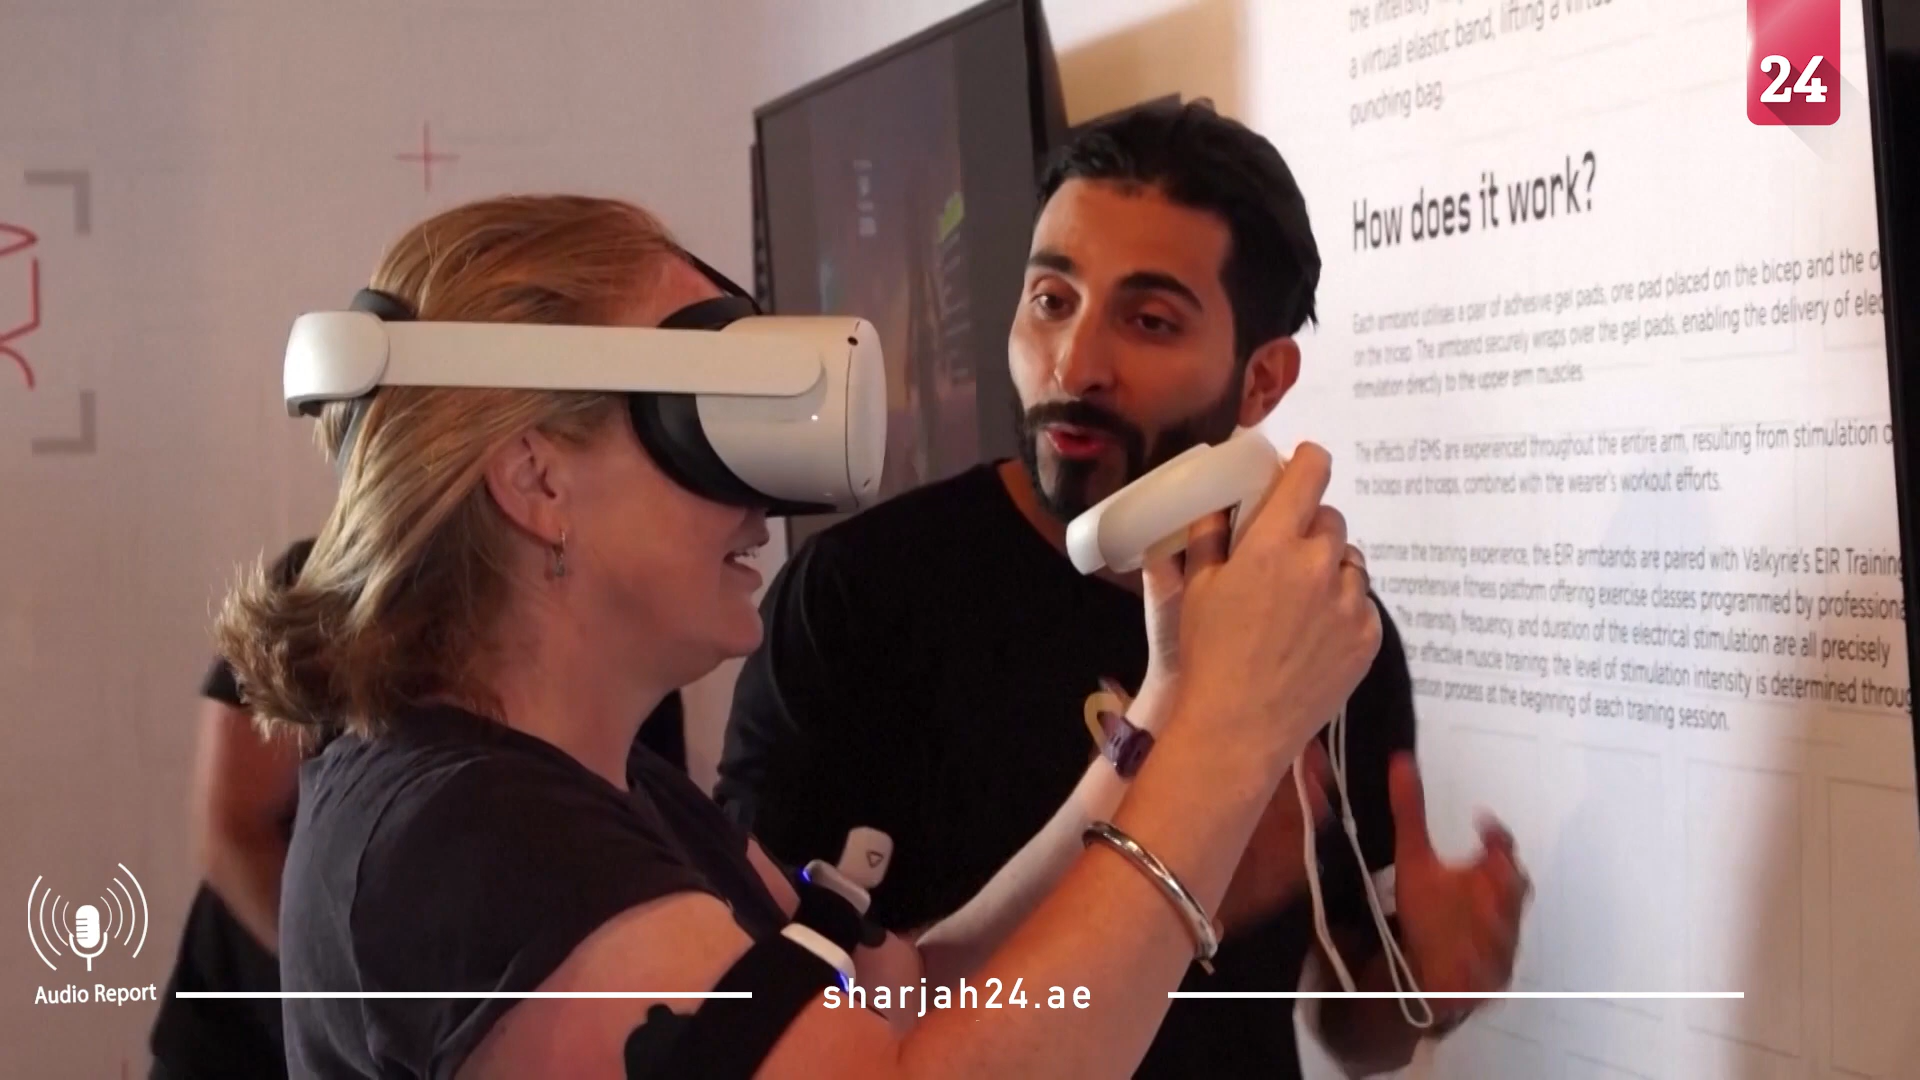 24
a virtual elastic band, lifting a
punching bag.
How does it work?
Each armband utilises a pair of adhesive gel pads, one pad placed on the bicep and the
on the tricep. The armband securely wraps over the gel pads, enabling the delivery of
stimulation directly to the upper arm muscles.
The effects of EMS are experienced throughout the entire arm, resulting from stimulation
the biceps and triceps, combined with the wearer's workout efforts.
optimise the training experience, the EIR armbands are paired with Valkyrie's EIR Training
a comprehensive fitness platform offering exercise classes programmed by
The intensity, frequency, and duration of the electrical stimulation are all precisely
effective muscle training; the level of stimulation intensity is determined
process at the beginning of each training session.
Audio Report
sharjah24.ae